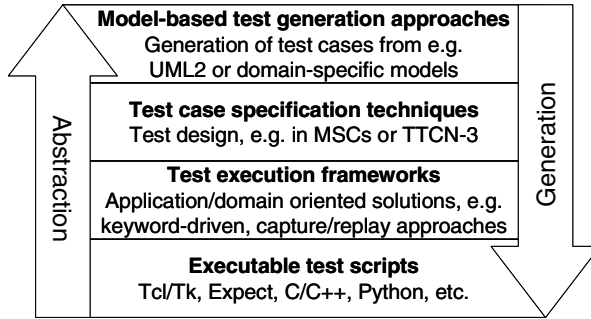 Model-based test generation approaches
Generation of test cases from e.g.
UML2 or domain-specific models
Test case specification techniques
Test design, e.g. in MSCs or TTCN-3
Test execution frameworks
Application/domain oriented solutions, e.g.
keyword-driven, capture/replay approaches
Executable test scripts
Tcl/Tk, Expect, C/C++, Python, etc.
Abstraction
Generation